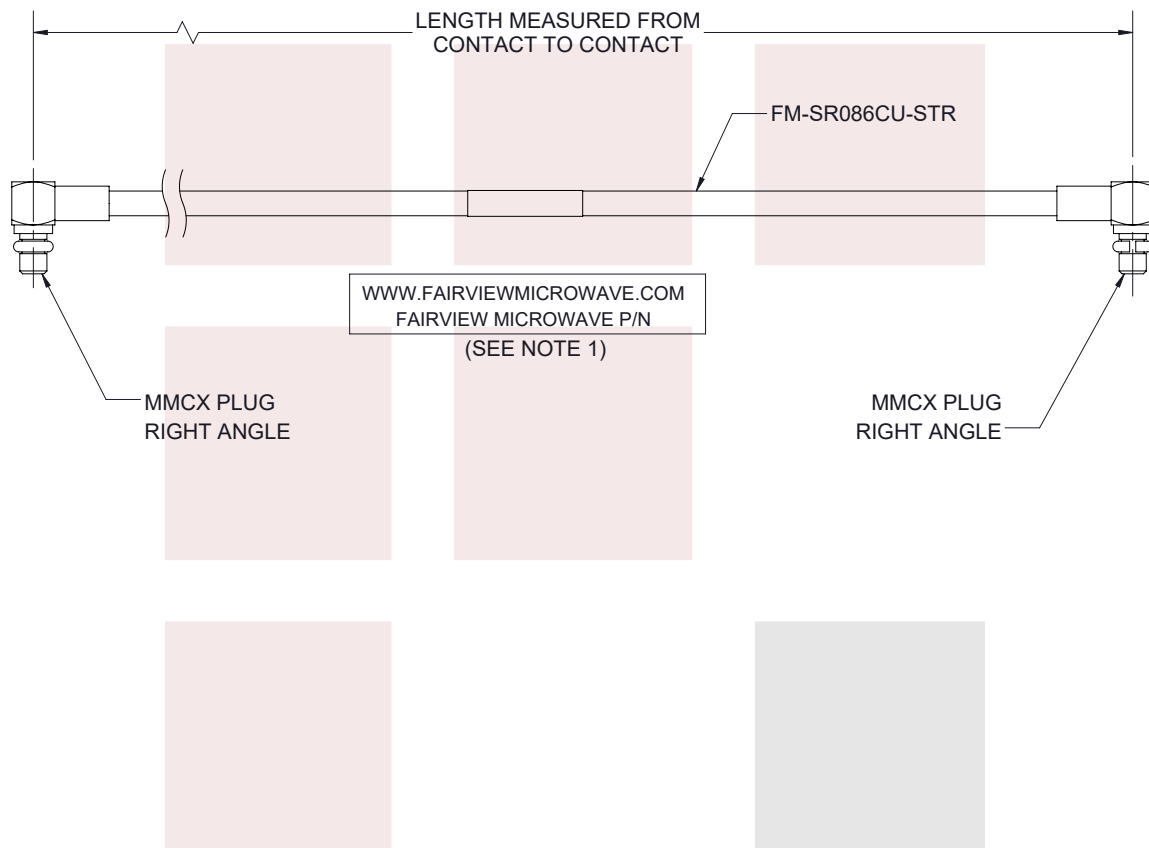 LENGTH MEASURED FROM
CONTACT TO CONTACT
FM-SR086CU-STR
WWW.FAIRVIEWMICROWAVE.COM
FAIRVIEW MICROWAVE P/N
(SEE NOTE 1)
MMCX PLUG
RIGHT ANGLE
MMCX PLUG
RIGHT ANGLE